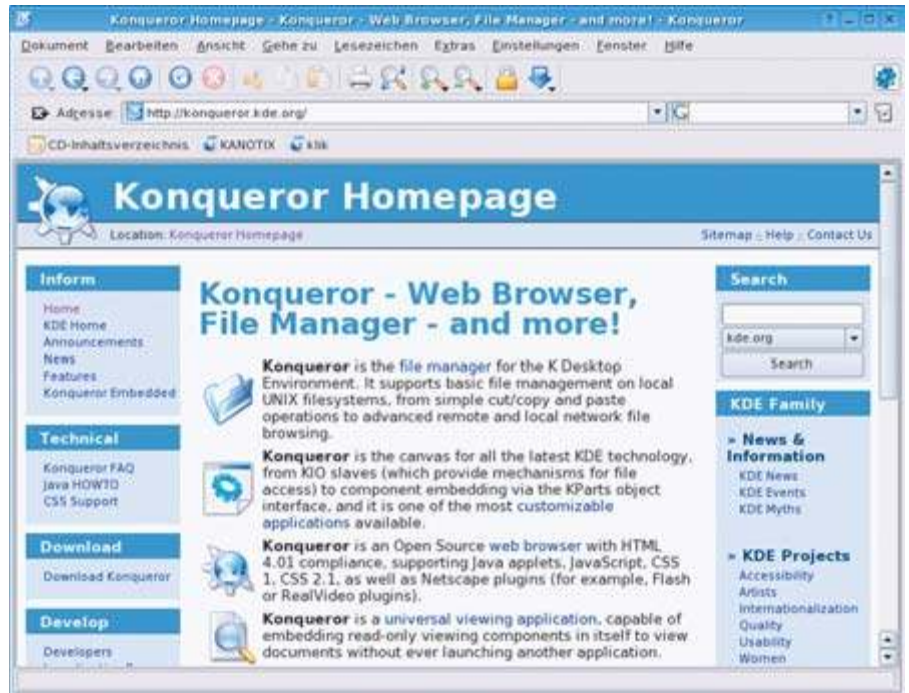 Konqueror Homepage - Konqueror - Web Browser, File Manager - and more! - Konqueror
Dokument Bearbeiten Ansicht Gehe zu Lesezeichen Extras Einstellungen Fenster Hilfe
Adresse: http://konqueror.kde.org/
CD-Inhaltsverzeichnis KANOTIX klik
Konqueror Homepage
Location: Konqueror Homepage
Sitemap :: Help :: Contact Us
Inform
Home
KDE Home
Announcements
News
Features
Konqueror Embedded
Technical
Konqueror FAQ
Java HOWTO
CSS Support
Download
Download Konqueror
Develop
Developers
Konqueror - Web Browser,
File Manager - and more!
Konqueror is the file manager for the K Desktop
Environment. It supports basic file management on local
UNIX filesystems, from simple cut/copy and paste
operations to advanced remote and local network file
browsing.
Konqueror is the canvas for all the latest KDE technology,
from KIO slaves (which provide mechanisms for file
access) to component embedding via the KParts object
interface, and it is one of the most customizable
applications available.
Konqueror is an Open Source web browser with HTML
4.01 compliance, supporting Java applets, JavaScript, CSS
1, CSS 2.1, as well as Netscape plugins (for example, Flash
or RealVideo plugins).
Konqueror is a universal viewing application, capable of
embedding read-only viewing components in itself to view
documents without ever launching another application.
Search
kde.org
Search
KDE Family
» News &
Information
KDE News
KDE Events
KDE Myths
» KDE Projects
Accessibility
Artists
Internationalization
Quality
Usability
Women